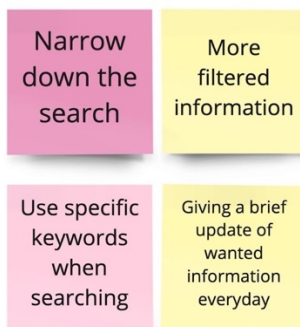 Narrow
down the
search
More
filtered
information
Use specific
keywords
when
searching
Giving a brief
update of
wanted
information
everyday